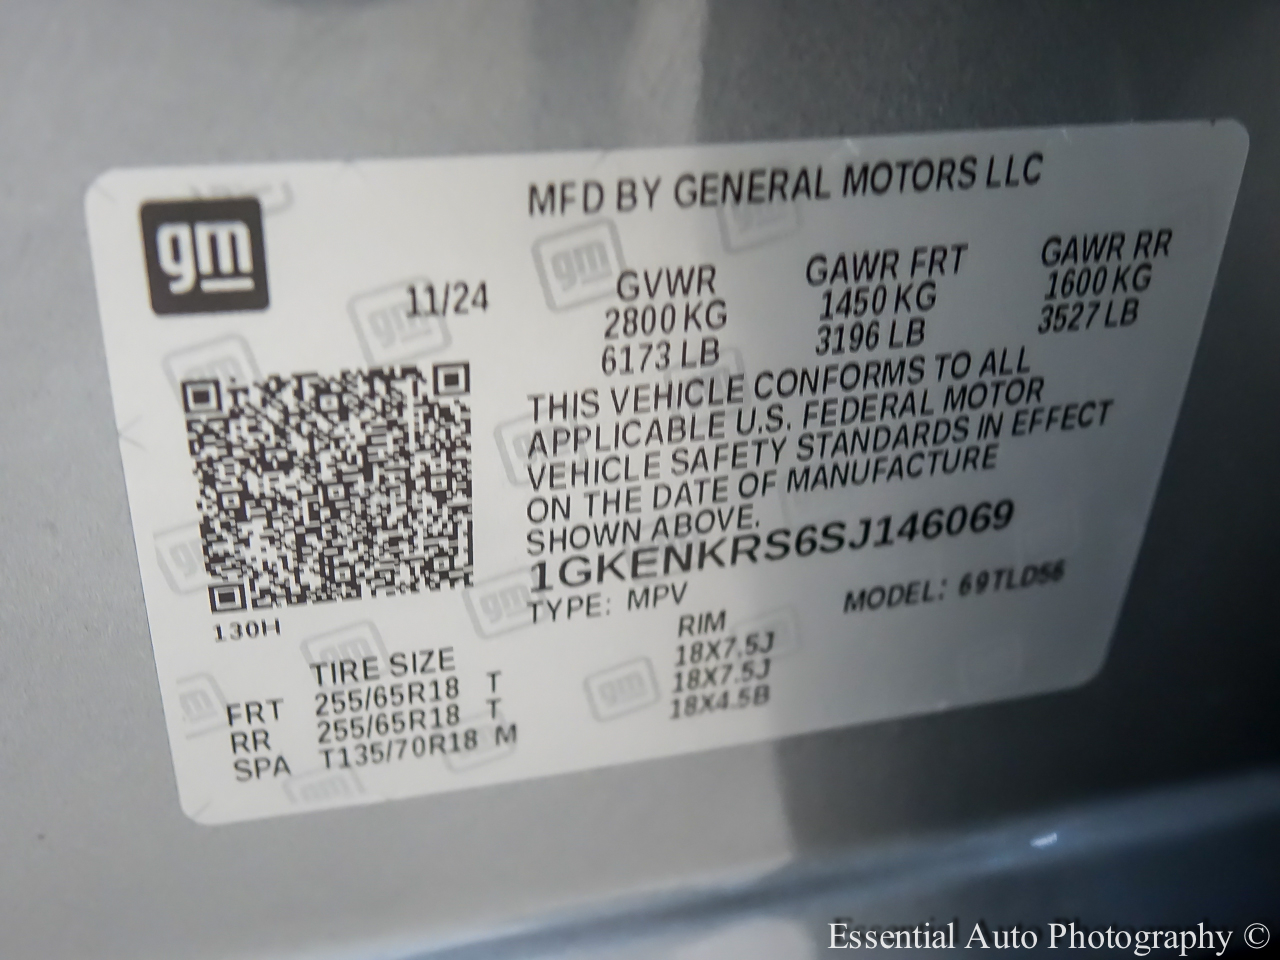 gm
MFD BY GENERAL MOTORS LLC
11/24
GVWR GAWR FRT GAWR RR
2800 KG 1450 KG 1600 KG
6173 LB 3196 LB 3527 LB
THIS VEHICLE CONFORMS TO ALL
APPLICABLE U.S. FEDERAL MOTOR
VEHICLE SAFETY STANDARDS IN EFFECT
ON THE DATE OF MANUFACTURE
SHOWN ABOVE.
1GKENKRS6SJ146069
TYPE: MPV MODEL: 69TLD56
130H
TIRE SIZE RIM
FRT 255/65R18 T 18X7.5J
RR 255/65R18 T 18X7.5J
SPA T135/70R18 M 18X4.5B
Essential Auto Photography ©